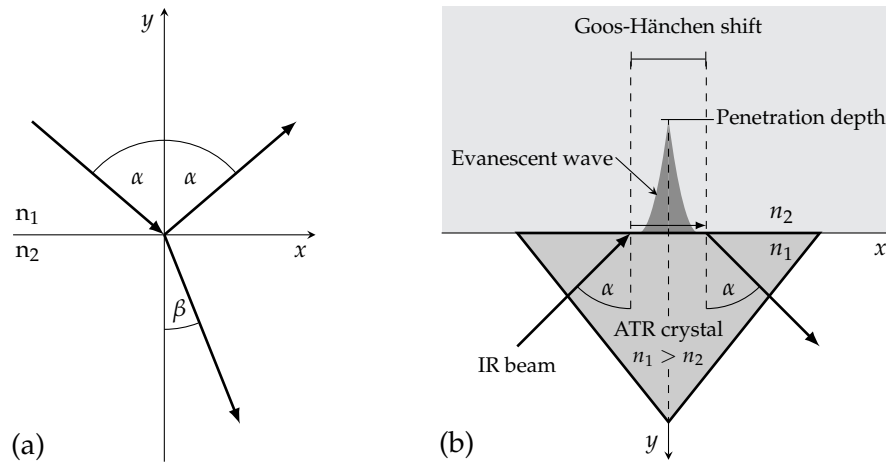 y
α
α
n1
n2
x
β
(a)
Goos-Hänchen shift
Penetration depth
Evanescent wave
n2
n1
x
α
α
ATR crystal
n1 > n2
IR beam
y
(b)